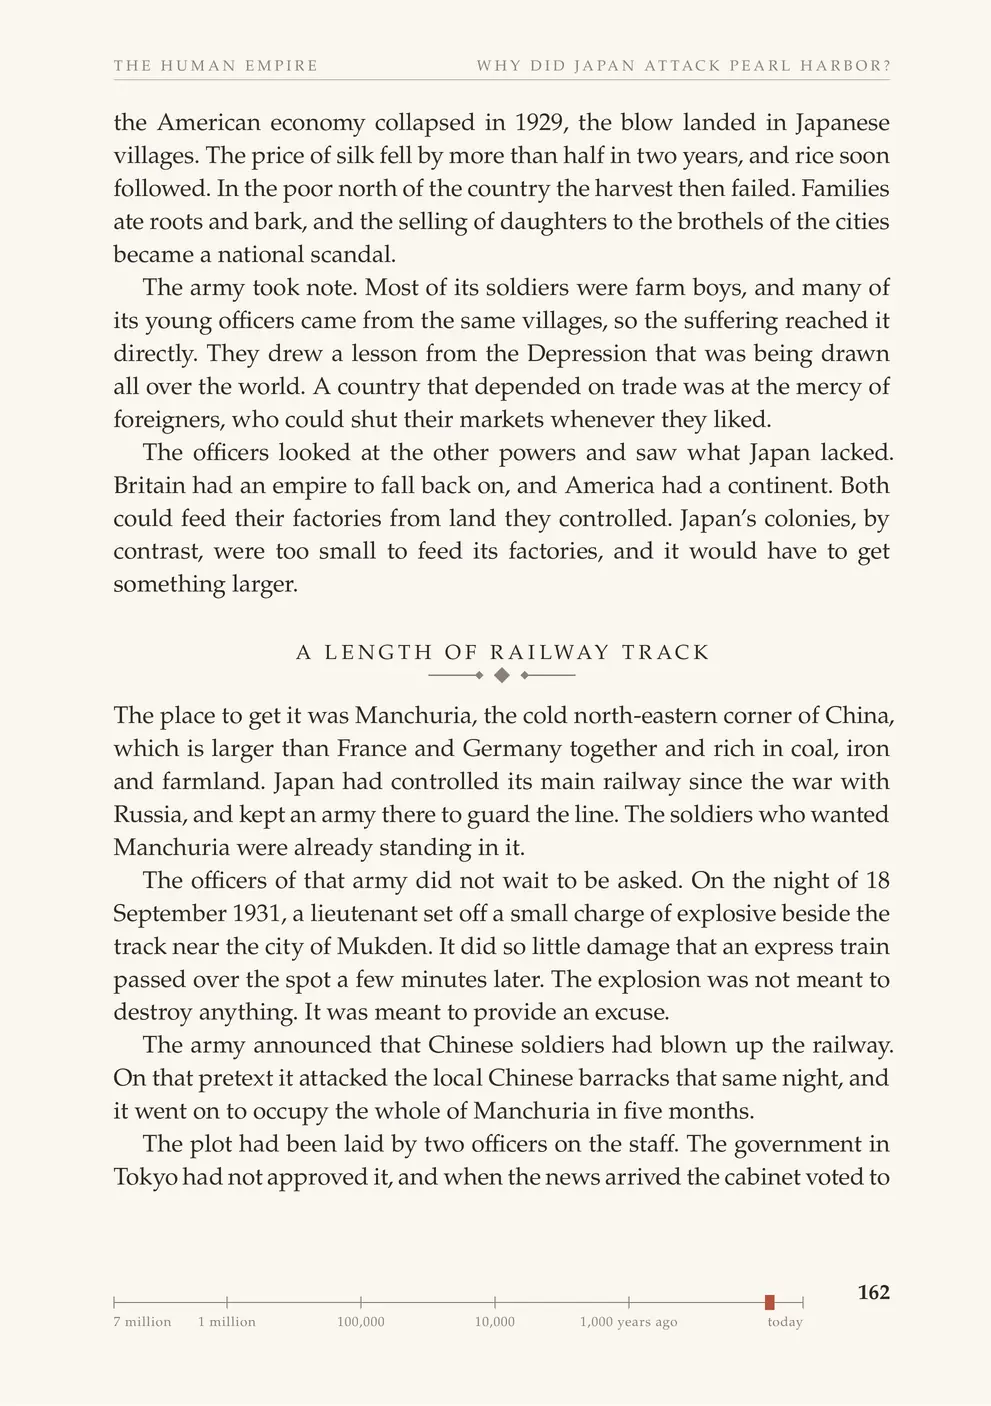 THE HUMAN EMPIRE
WHY DID JAPAN ATTACK PEARL HARBOR?
the American economy collapsed in 1929, the blow landed in Japanese
villages. The price of silk fell by more than half in two years, and rice soon
followed. In the poor north of the country the harvest then failed. Families
ate roots and bark, and the selling of daughters to the brothels of the cities
became a national scandal.
The army took note. Most of its soldiers were farm boys, and many of
its young officers came from the same villages, so the suffering reached it
directly. They drew a lesson from the Depression that was being drawn
all over the world. A country that depended on trade was at the mercy of
foreigners, who could shut their markets whenever they liked.
The officers looked at the other powers and saw what Japan lacked.
Britain had an empire to fall back on, and America had a continent. Both
could feed their factories from land they controlled. Japan’s colonies, by
contrast, were too small to feed its factories, and it would have to get
something larger.
A LENGTH OF RAILWAY TRACK
The place to get it was Manchuria, the cold north-eastern corner of China,
which is larger than France and Germany together and rich in coal, iron
and farmland. Japan had controlled its main railway since the war with
Russia, and kept an army there to guard the line. The soldiers who wanted
Manchuria were already standing in it.
The officers of that army did not wait to be asked. On the night of 18
September 1931, a lieutenant set off a small charge of explosive beside the
track near the city of Mukden. It did so little damage that an express train
passed over the spot a few minutes later. The explosion was not meant to
destroy anything. It was meant to provide an excuse.
The army announced that Chinese soldiers had blown up the railway.
On that pretext it attacked the local Chinese barracks that same night, and
it went on to occupy the whole of Manchuria in five months.
The plot had been laid by two officers on the staff. The government in
Tokyo had not approved it, and when the news arrived the cabinet voted to
162
7 million
1 million
100,000
10,000
1,000 years ago
today